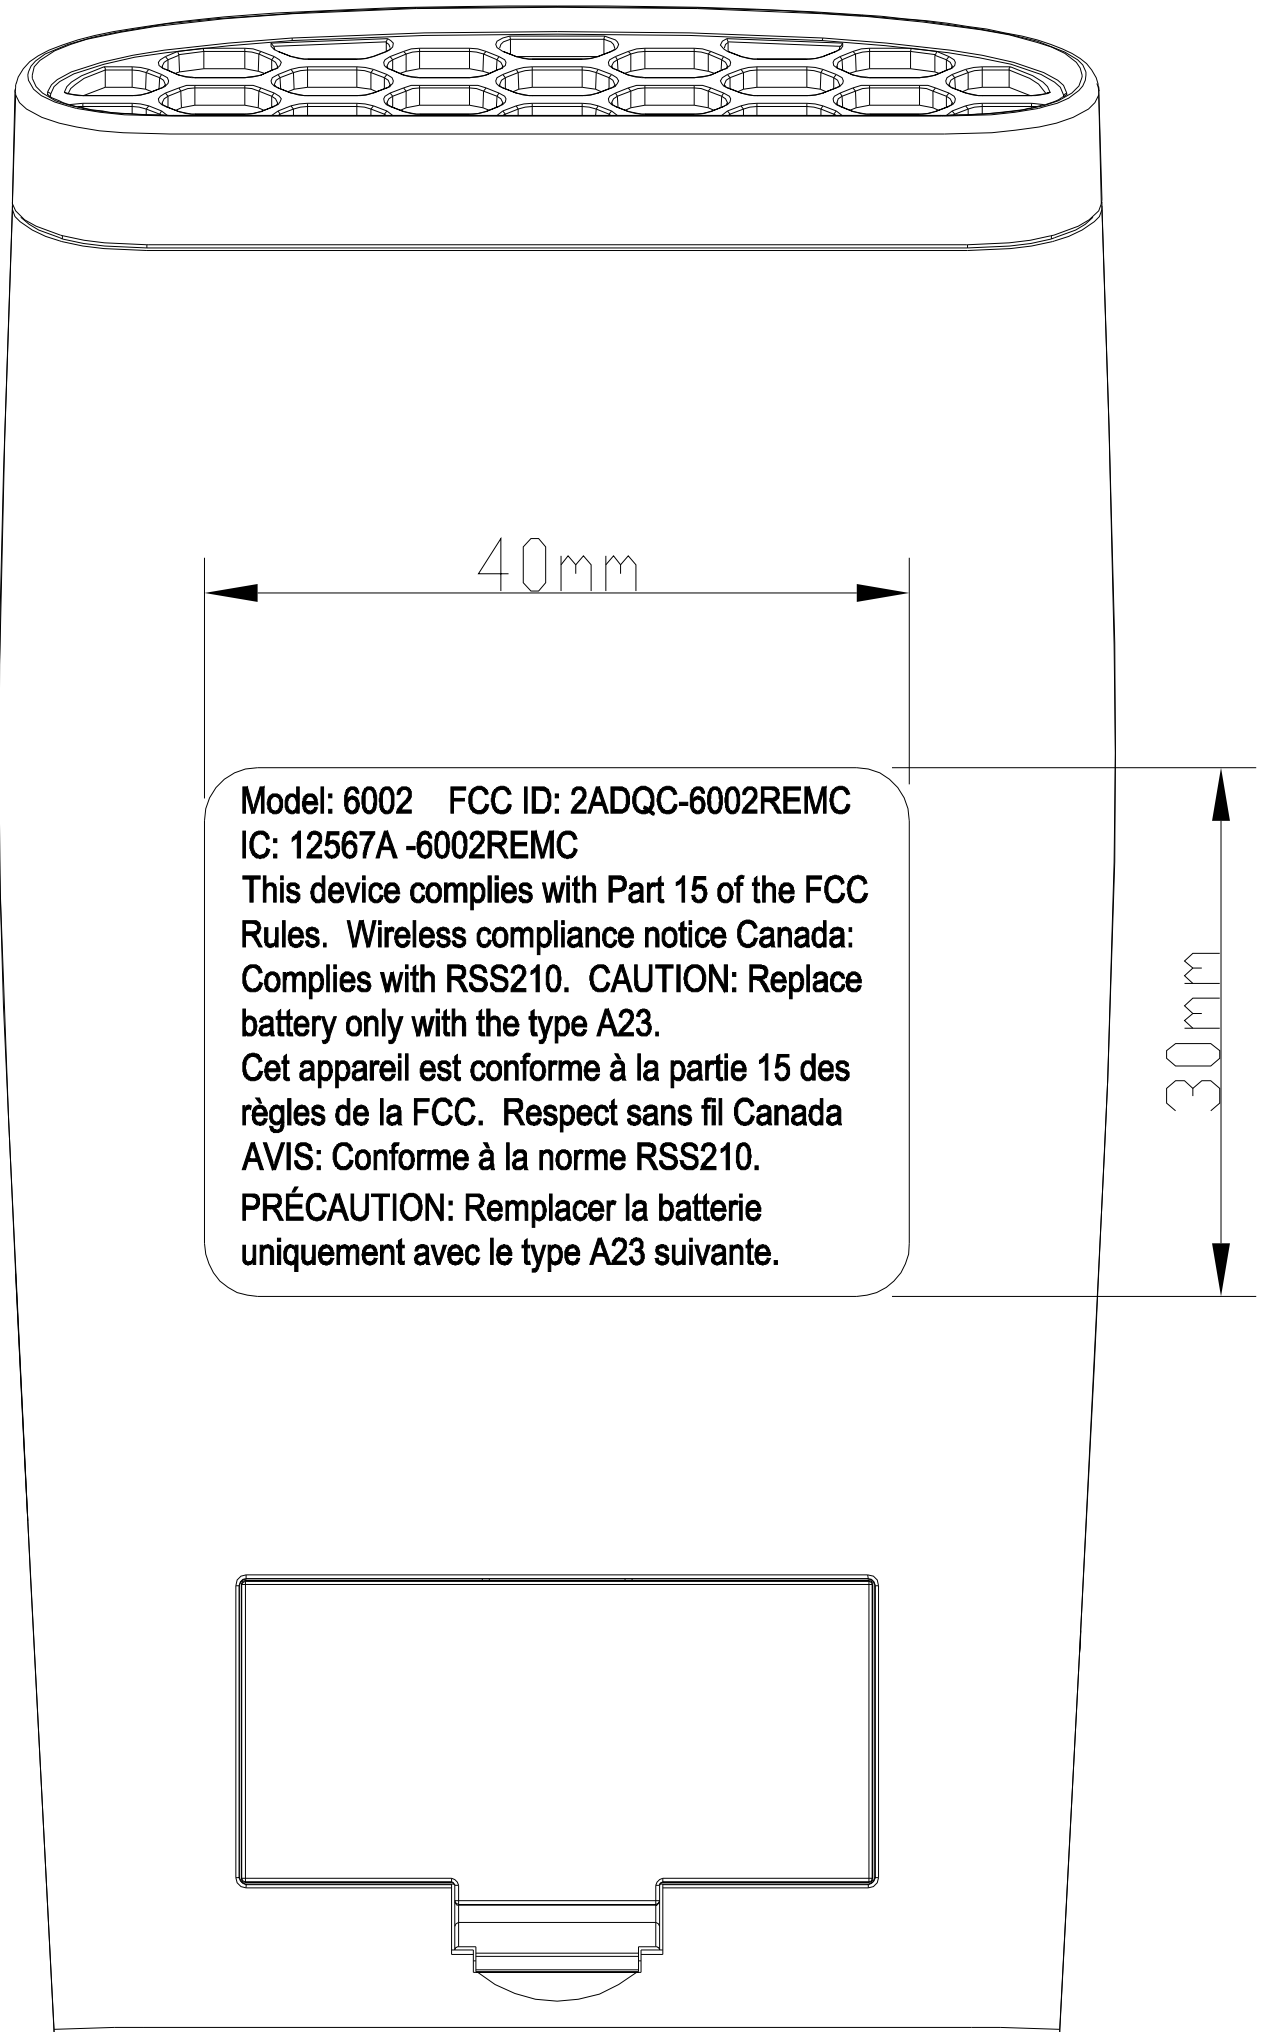 40mm
Model: 6002    FCC ID: 2ADQC-6002REMC
IC: 12567A -6002REMC
This device complies with Part 15 of the FCC
Rules.  Wireless compliance notice Canada:
Complies with RSS210.  CAUTION: Replace
battery only with the type A23.
Cet appareil est conforme à la partie 15 des
règles de la FCC.  Respect sans fil Canada
AVIS: Conforme à la norme RSS210.
PRÉCAUTION: Remplacer la batterie
uniquement avec le type A23 suivante.
30mm